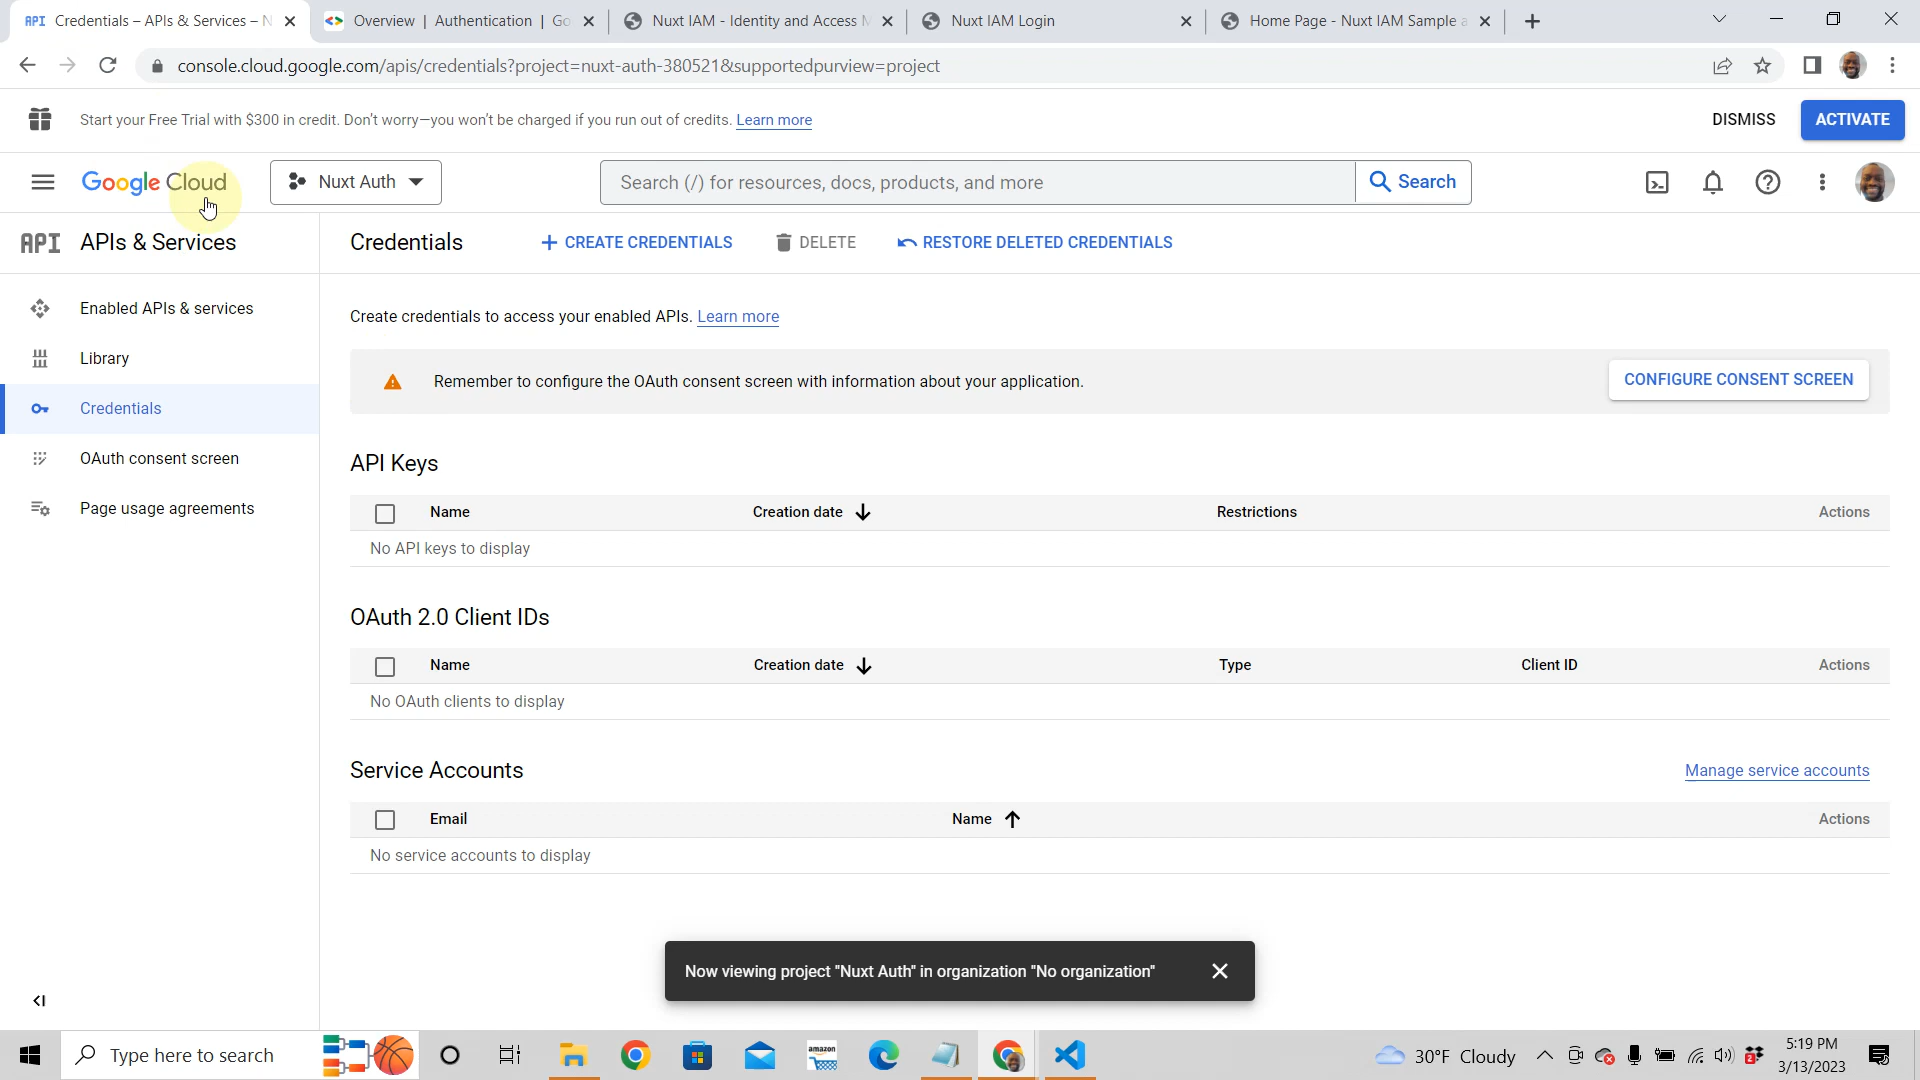 API Credentials – APIs & Services – N
Overview | Authentication | Go
Nuxt IAM - Identity and Access M
Nuxt IAM Login
Home Page - Nuxt IAM Sample a
console.cloud.google.com/apis/credentials?project=nuxt-auth-380521&supportedpurview=project
Start your Free Trial with $300 in credit. Don't worry—you won't be charged if you run out of credits. Learn more
DISMISS
ACTIVATE
Google Cloud
Nuxt Auth
Search (/) for resources, docs, products, and more
Search
API APIs & Services
Credentials
CREATE CREDENTIALS
DELETE
RESTORE DELETED CREDENTIALS
Enabled APIs & services
Library
Credentials
OAuth consent screen
Page usage agreements
Create credentials to access your enabled APIs. Learn more
Remember to configure the OAuth consent screen with information about your application.
CONFIGURE CONSENT SCREEN
API Keys
Name Creation date Restrictions Actions
No API keys to display
OAuth 2.0 Client IDs
Name Creation date Type Client ID Actions
No OAuth clients to display
Service Accounts
Manage service accounts
Email Name Actions
No service accounts to display
Now viewing project "Nuxt Auth" in organization "No organization"
Type here to search
amazon
30°F Cloudy
2
5:19 PM
3/13/2023